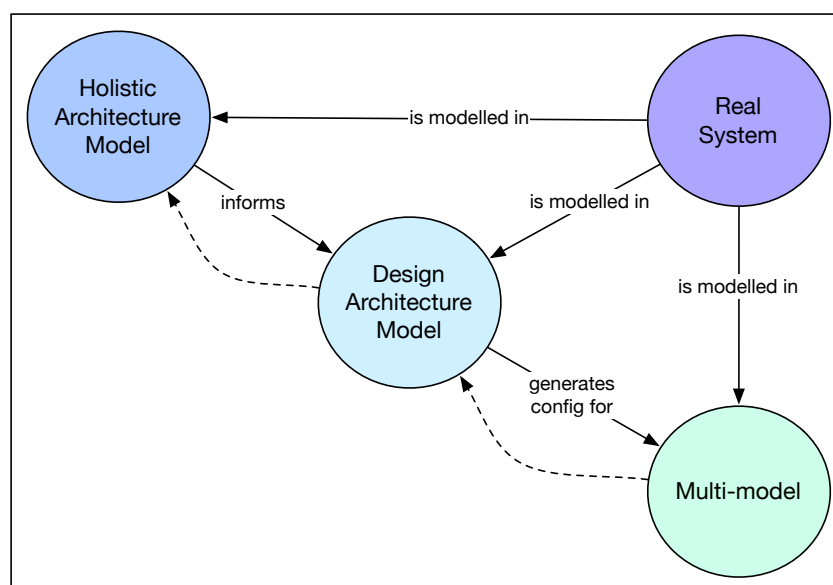 Holistic
Architecture
Model
Real
System
is modelled in
informs
is modelled in
Design
Architecture
Model
is modelled in
generates
config for
Multi-model